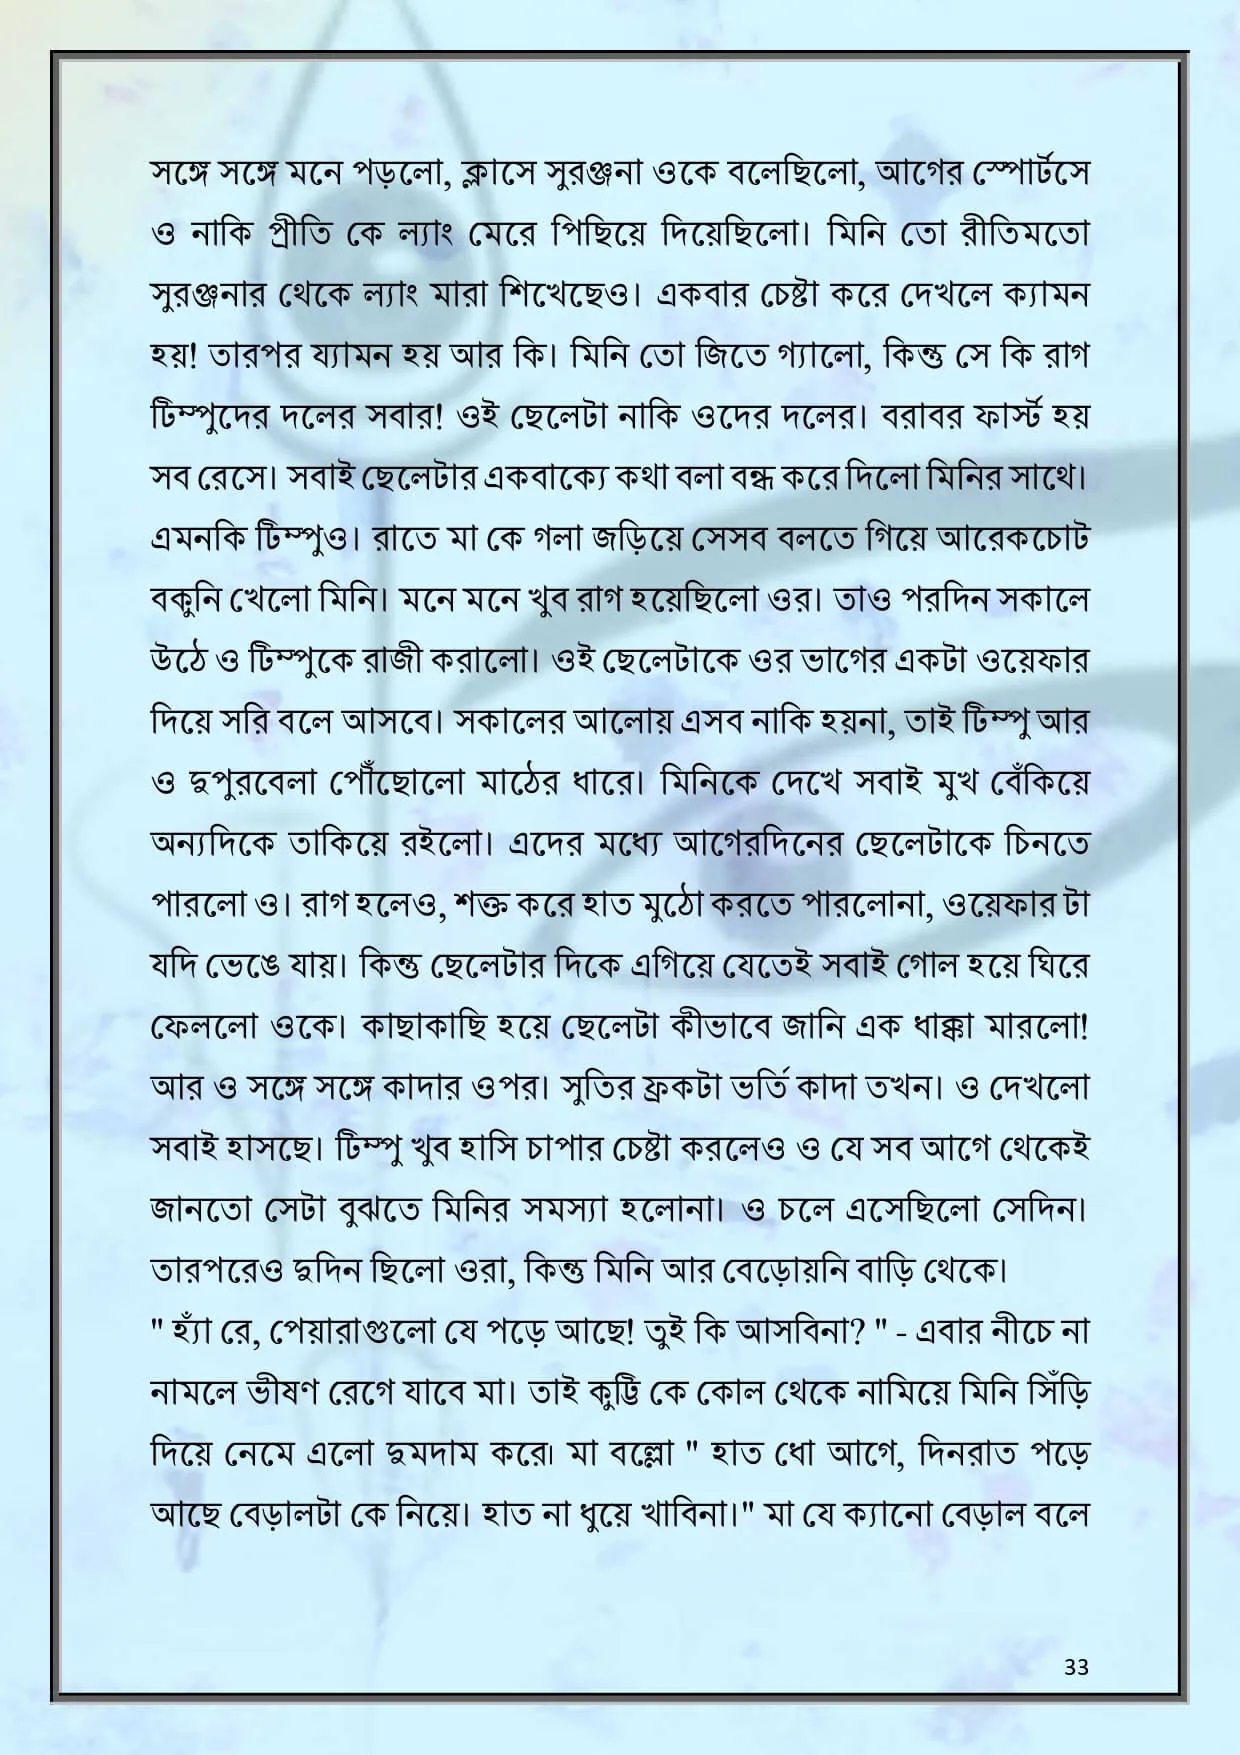 সঙ্গে সঙ্গে মনে পড়লো, ক্লাসে সুরঞ্জনা ওকে বলেছিলো, আগের স্পোর্টসে
ও নাকি প্রীতি কে ল্যাং মেরে পিছিয়ে দিয়েছিলো। মিনি তো রীতিমতো
সুরঞ্জনার থেকে ল্যাং মারা শিখেছেও। একবার চেষ্টা করে দেখলে ক্যামন
হয়! তারপর য্যামন হয় আর কি। মিনি তো জিতে গ্যালো, কিন্তু সে কি রাগ
টিম্পুদের দলের সবার! ওই ছেলেটা নাকি ওদের দলের। বরাবর ফার্স্ট হয়
সব রেসে। সবাই ছেলেটার একবাক্যে কথা বলা বন্ধ করে দিলো মিনির সাথে।
এমনকি টিম্পুও। রাতে মা কে গলা জড়িয়ে সেসব বলতে গিয়ে আরেকচোট
বকুনি খেলো মিনি। মনে মনে খুব রাগ হয়েছিলো ওর। তাও পরদিন সকালে
উঠে ও টিম্পুকে রাজী করালো। ওই ছেলেটাকে ওর ভাগের একটা ওয়েফার
দিয়ে সরি বলে আসবে। সকালের আলোয় এসব নাকি হয়না, তাই টিম্পু আর
ও দুপুরবেলা পৌঁছোলো মাঠের ধারে। মিনিকে দেখে সবাই মুখ বেঁকিয়ে
অন্যদিকে তাকিয়ে রইলো। এদের মধ্যে আগেরদিনের ছেলেটাকে চিনতে
পারলো ও। রাগ হলেও, শক্ত করে হাত মুঠো করতে পারলোনা, ওয়েফার টা
যদি ভেঙে যায়। কিন্তু ছেলেটার দিকে এগিয়ে যেতেই সবাই গোল হয়ে ঘিরে
ফেললো ওকে। কাছাকাছি হয়ে ছেলেটা কীভাবে জানি এক ধাক্কা মারলো!
আর ও সঙ্গে সঙ্গে কাদার ওপর। সুতির ফ্রকটা ভর্তি কাদা তখন। ও দেখলো
সবাই হাসছে। টিম্পু খুব হাসি চাপার চেষ্টা করলেও ও যে সব আগে থেকেই
জানতো সেটা বুঝতে মিনির সমস্যা হলোনা। ও চলে এসেছিলো সেদিন।
তারপরেও দুদিন ছিলো ওরা, কিন্তু মিনি আর বেড়োয়নি বাড়ি থেকে।
" হ্যাঁ রে, পেয়ারাগুলো যে পড়ে আছে! তুই কি আসবিনা? " - এবার নীচে না
নামলে ভীষণ রেগে যাবে মা। তাই কুট্টি কে কোল থেকে নামিয়ে মিনি সিঁড়ি
দিয়ে নেমে এলো দুমদাম করে। মা বল্লো " হাত ধো আগে, দিনরাত পড়ে
আছে বেড়ালটা কে নিয়ে। হাত না ধুয়ে খাবিনা।" মা যে ক্যানো বেড়াল বলে
33